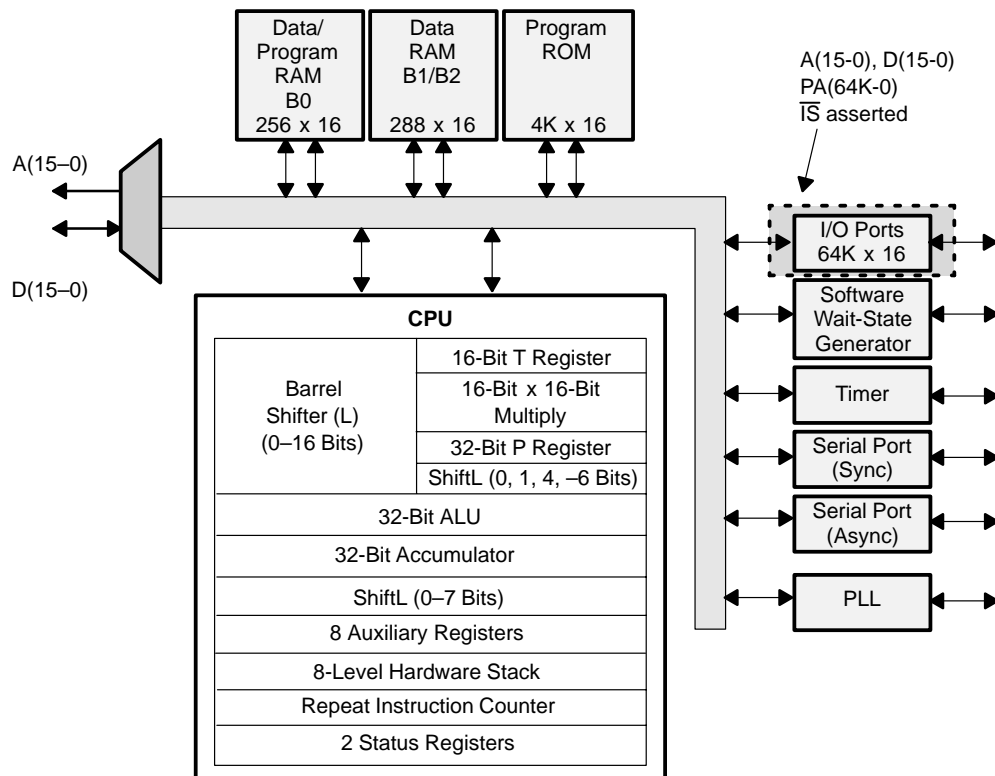 Data/
Program
RAM
B0
256 x 16
Data
RAM
B1/B2
288 x 16
Program
ROM
4K x 16
A(15-0), D(15-0)
PA(64K-0)
I̅S̅ asserted
A(15–0)
D(15–0)
I/O Ports
64K x 16
Software
Wait-State
Generator
Timer
Serial Port
(Sync)
Serial Port
(Async)
PLL
CPU
Barrel
Shifter (L)
(0–16 Bits)
16-Bit T Register
16-Bit x 16-Bit
Multiply
32-Bit P Register
ShiftL (0, 1, 4, –6 Bits)
32-Bit ALU
32-Bit Accumulator
ShiftL (0–7 Bits)
8 Auxiliary Registers
8-Level Hardware Stack
Repeat Instruction Counter
2 Status Registers